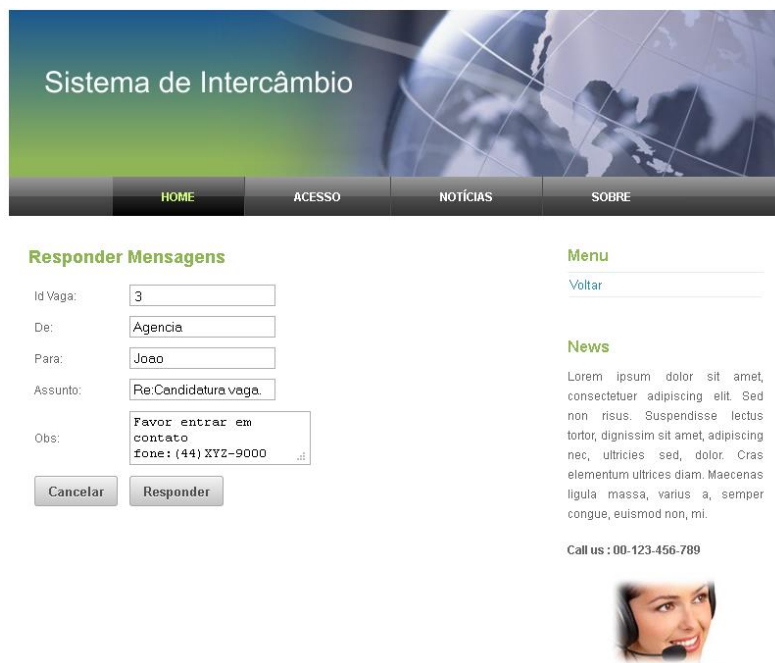 Sistema de Intercâmbio
HOME ACESSO NOTÍCIAS SOBRE
Responder Mensagens
Id Vaga: 3
De: Agencia
Para: Joao
Assunto: Re:Candidatura vaga.
Obs: Favor entrar em
contato
fone:(44)XYZ-9000
Cancelar Responder
Menu
Voltar
News
Lorem ipsum dolor sit amet,
consectetuer adipiscing elit. Sed
non risus. Suspendisse lectus
tortor, dignissim sit amet, adipiscing
nec, ultricies sed, dolor. Cras
elementum ultrices diam. Maecenas
ligula massa, varius a, semper
congue, euismod non, mi.
Call us : 00-123-456-789